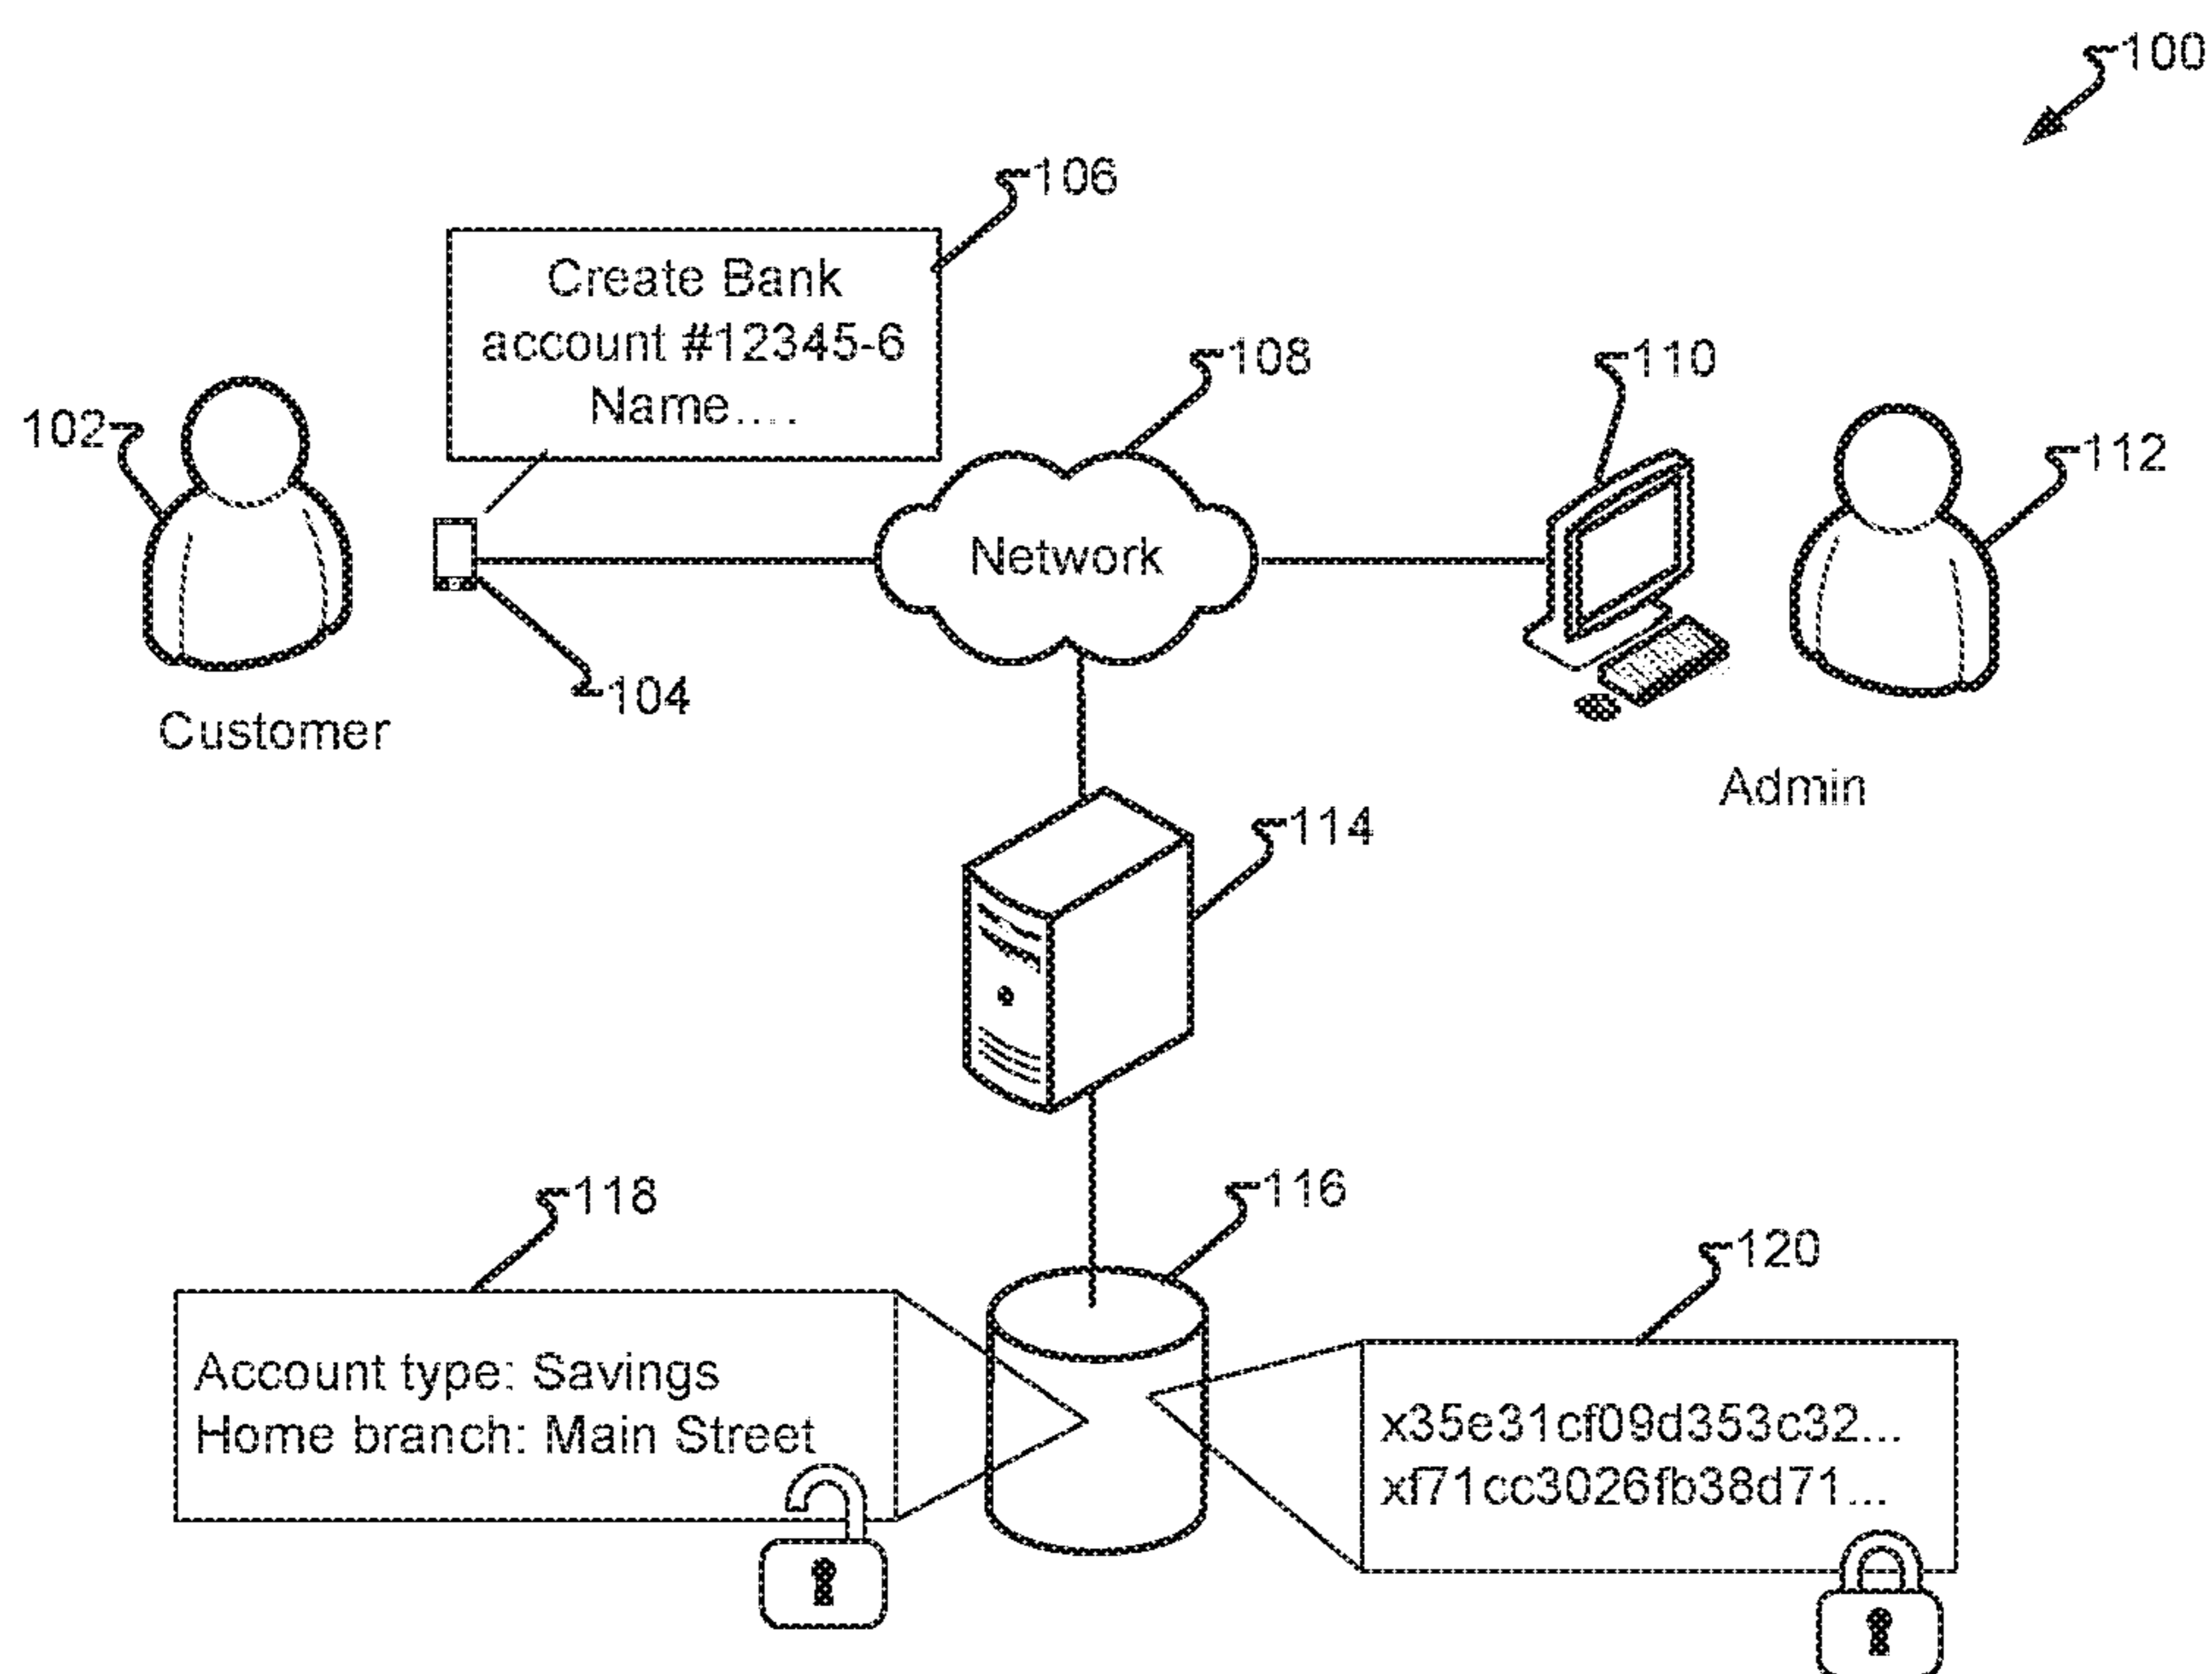 100
106
Create Bank
account #12345-6
Name....
108
110
102
112
Network
104
Customer
Admin
114
118
116
120
Account type: Savings
Home branch: Main Street
x35e31cf09d353c32...
xf71cc3026fb38d71...